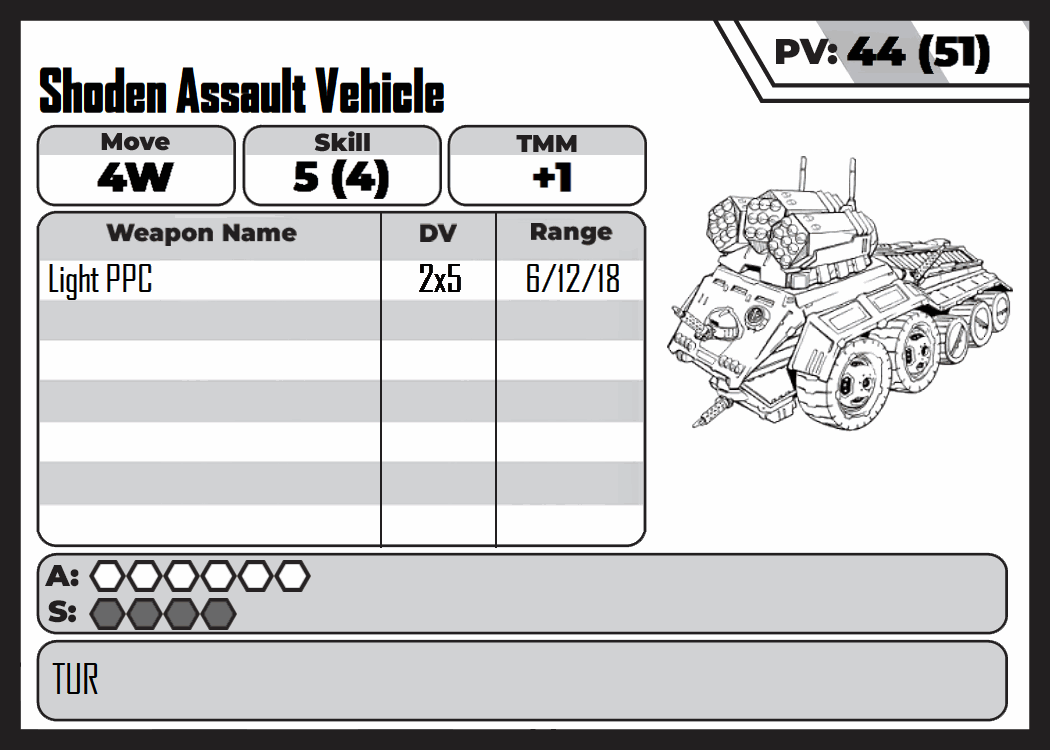 PV: 44 (51)
Shoden Assault Vehicle
Move Skill TMM
4W 5 (4) +1
Weapon Name DV Range
Light PPC 2x5 6/12/18
A:
S:
TUR